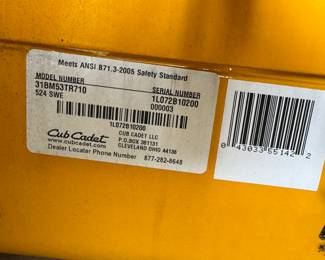 Meets ANSI B71.3-2005 Safety Standard
MODEL NUMBER SERIAL NUMBER
31BM53TR710 1L072B10200
524 SWE 000003
1L072B10200
Cub Cadet
www.cubcadet.com
CUB CADET LLC
P.O.BOX 361131
CLEVELAND OHIO 44136
Dealer Locator Phone Number 877-282-8648
0 43033 55142 2